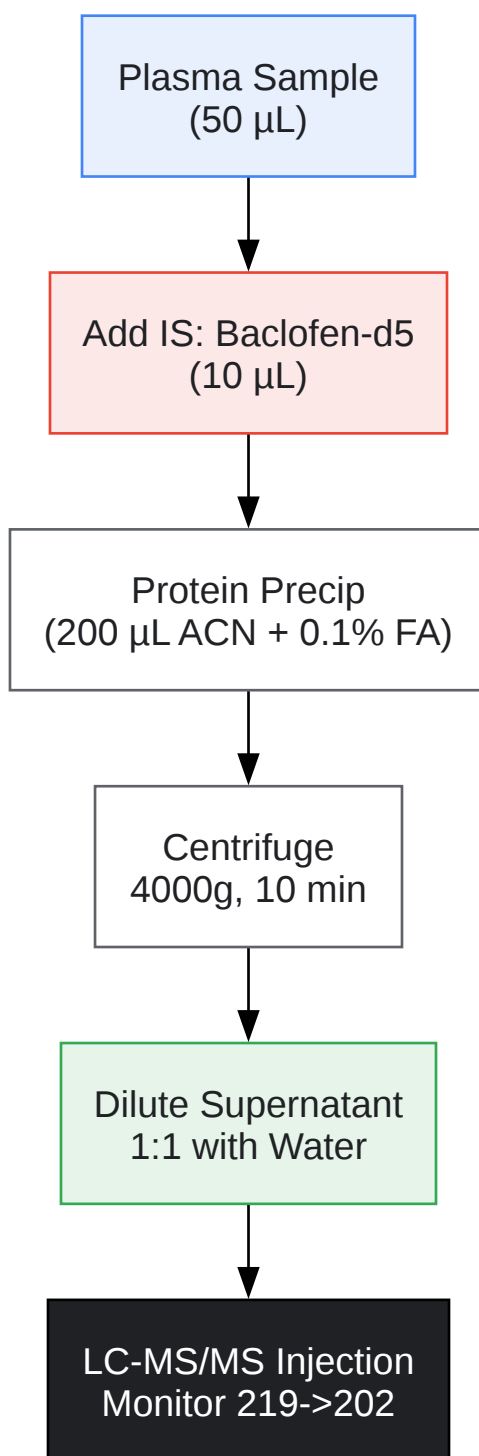 Plasma Sample
(50 µL)
Add IS: Baclofen-d5
(10 µL)
Protein Precip
(200 µL ACN + 0.1% FA)
Centrifuge
4000g, 10 min
Dilute Supernatant
1:1 with Water
LC-MS/MS Injection
Monitor 219->202